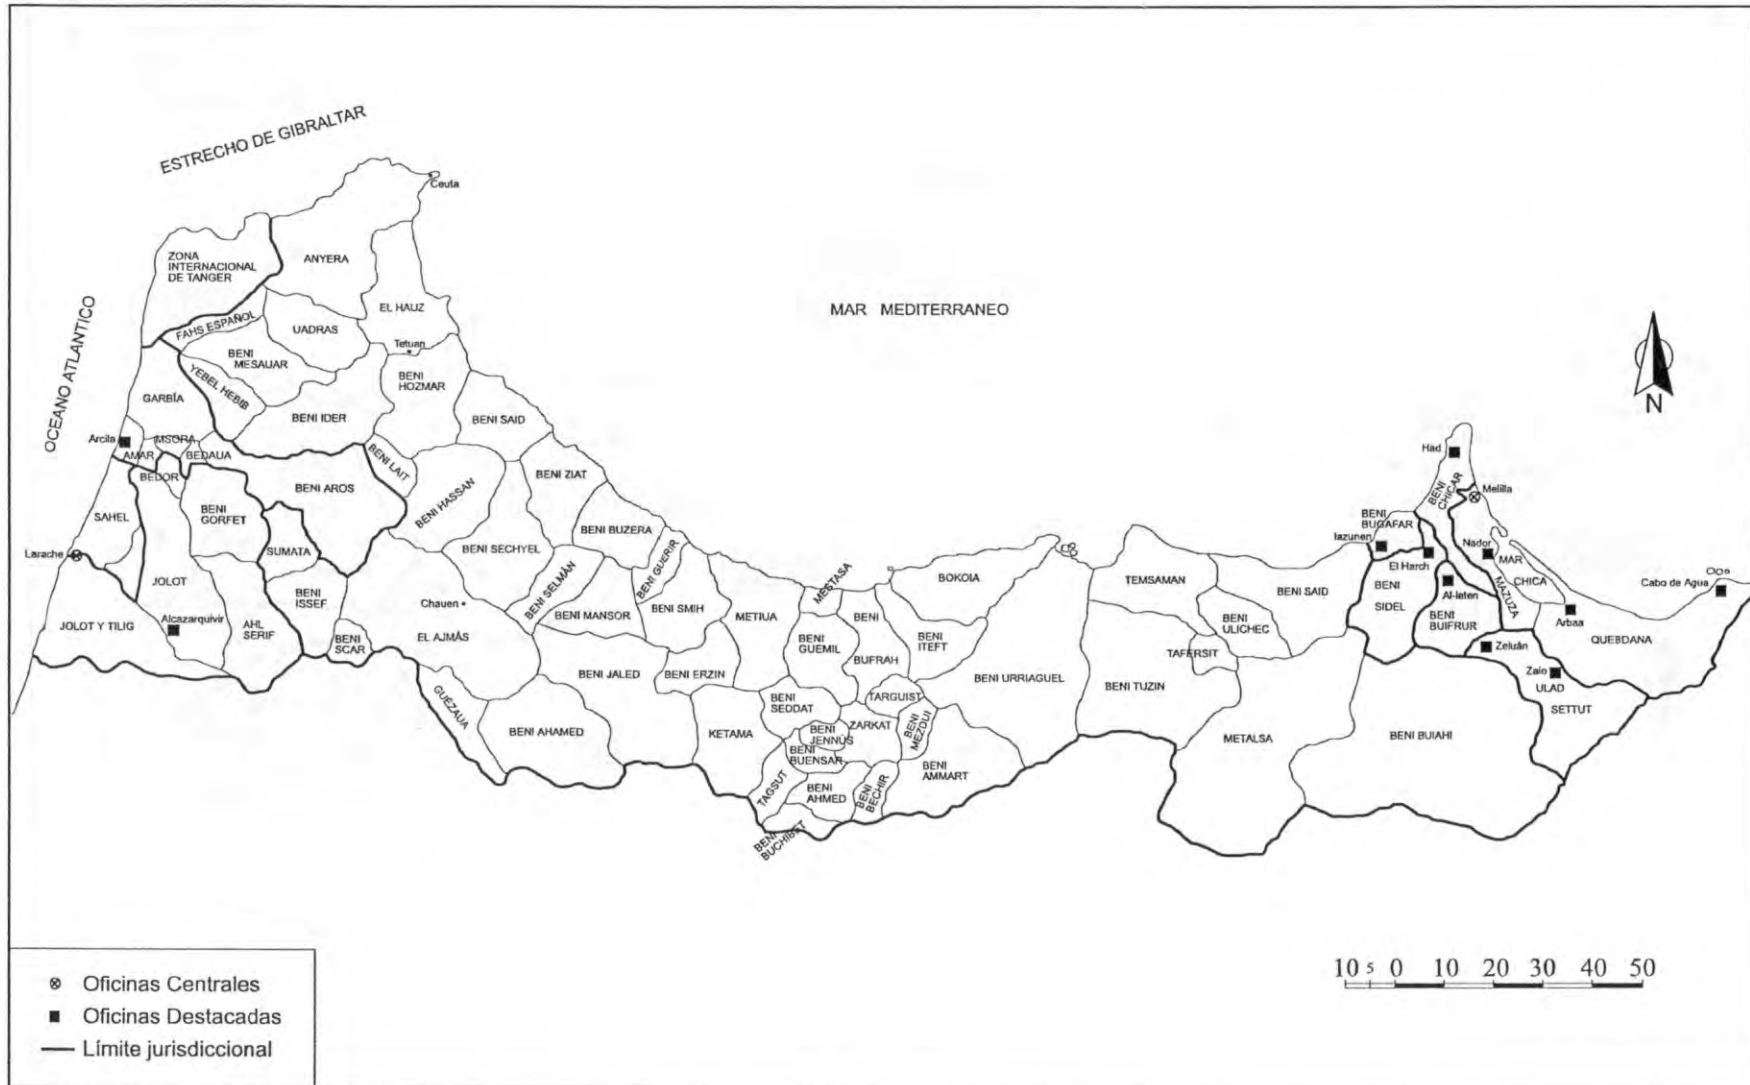 ESTRECHO DE GIBRALTAR
OCEANO ATLANTICO
MAR MEDITERRANEO
Ceuta
ZONA
INTERNACIONAL
DE TANGER
ANYERA
EL HAUZ
FAHS ESPAÑOL
UADRAS
Tetuan
BENI
MESAUAR
YEBEL HEBIB
BENI
HOZMAR
GARBÍA
BENI IDER
BENI SAID
Arcila
AMAR
MSORA
BEDAUA
BEDOR
BENI LAIT
BENI AROS
BENI HASSAN
BENI ZIAT
SAHEL
BENI
GORFET
SUMATA
BENI BUZERA
BENI SECHYEL
BENI GUERIR
Larache
JOLOT
BENI
ISSEF
BENI SELMÁN
Chauen
BENI MANSOR
BENI SMIH
METIUA
MESTASA
BOKOIA
JOLOT Y TILIG
Alcazarquivir
AHL
SERIF
BENI
SCAR
EL AJMÁS
BENI
GUEMIL
BENI
BUFRAH
BENI
ITEFT
GUEZAUA
BENI JALED
BENI ERZIN
BENI
SEDDAT
TARGUIST
BENI URRIAGUEL
BENI AHAMED
KETAMA
BENI
JENNÚS
ZARKAT
BENI
MEZDUI
BENI
BUENSAR
TAGSUT
BENI
AHMED
BENI
BECHIR
BENI
AMMART
BENI
BUCHIBET
TEMSAMAN
BENI SAID
BENI
ULICHEC
TAFERSIT
BENI TUZIN
METALSA
BENI BUIAHI
Had
BENI
CHICAR
Melilla
BENI
BUGAFAR
Iazunen
El Harch
Nador
MAR
CHICA
MAZUZA
BENI
SIDEL
Al-laten
BENI
BUIFRUR
Arbaa
Cabo de Agua
QUEBDANA
Zeluán
Zaio
ULAD
SETTUT
N
10 5 0 10 20 30 40 50
Oficinas Centrales
Oficinas Destacadas
Límite jurisdiccional